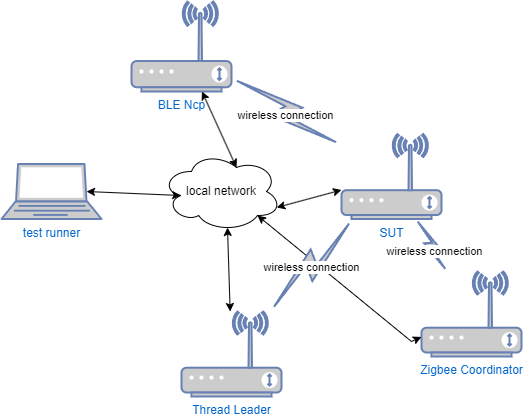 BLE Ncp
wireless connection
local network
test runner
SUT
wireless connection
wireless connection
Zigbee Coordinator
Thread Leader